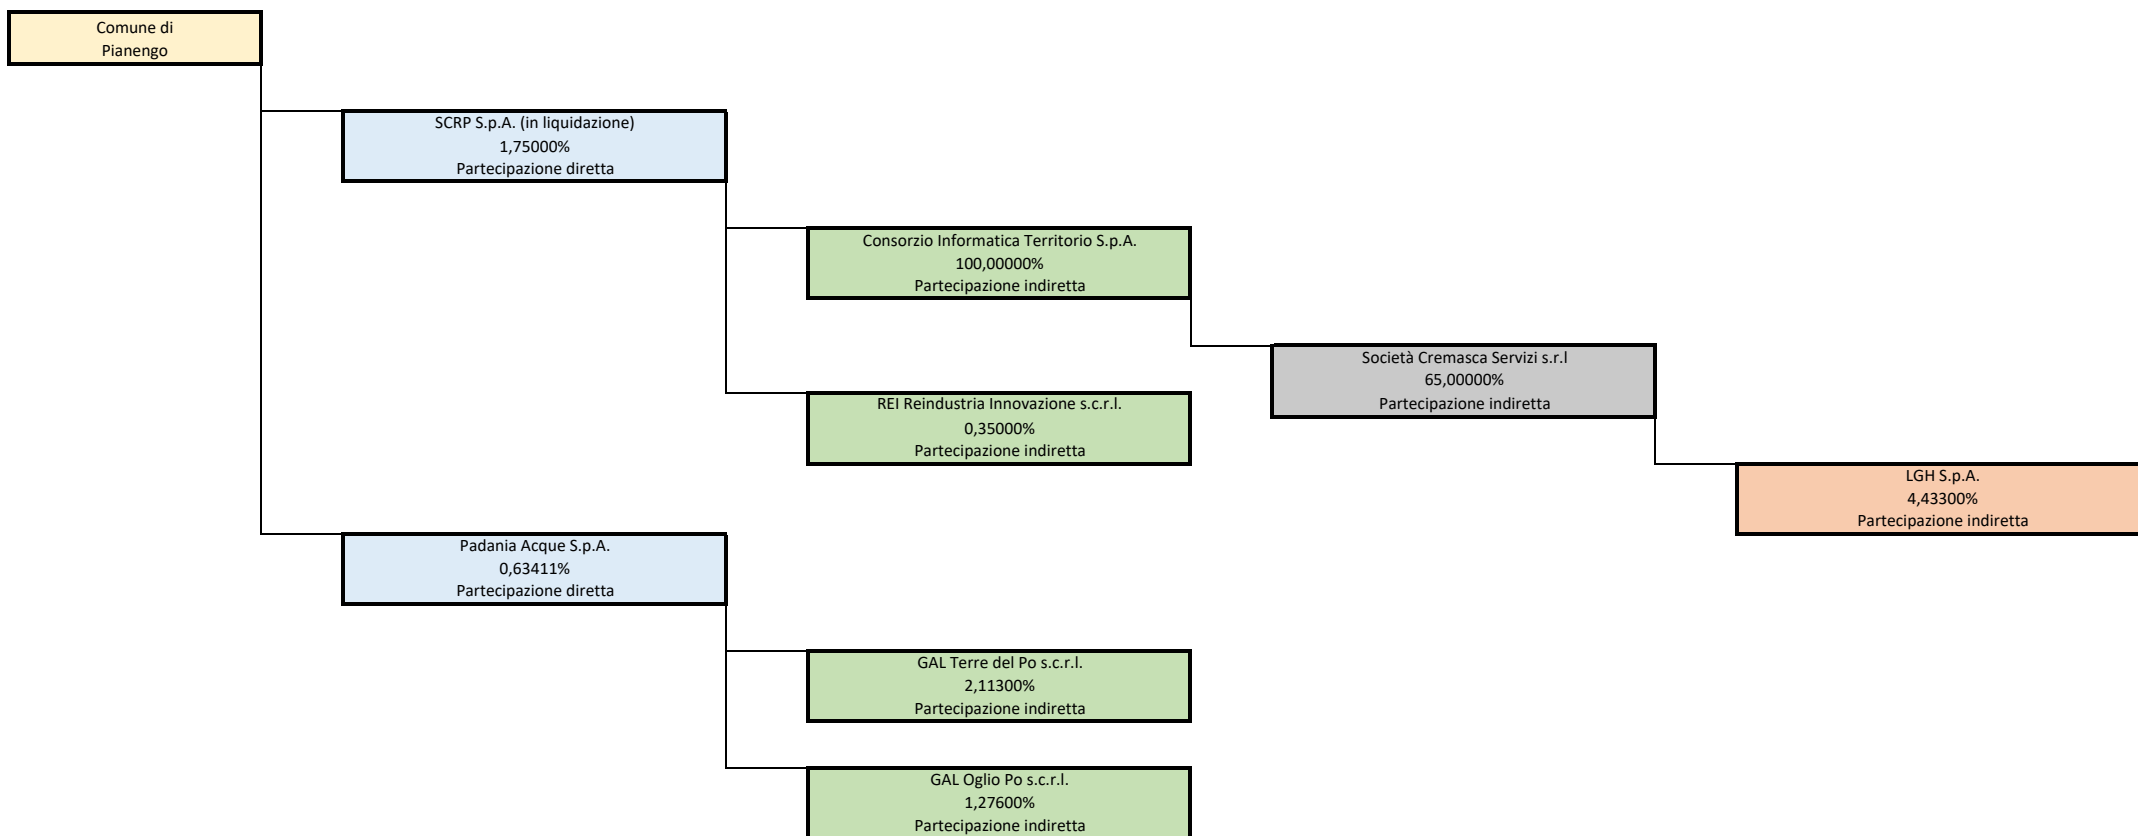 Comune di
Pianengo
SCRP S.p.A. (in liquidazione)
1,75000%
Partecipazione diretta
Consorzio Informatica Territorio S.p.A.
100,00000%
Partecipazione indiretta
Società Cremasca Servizi s.r.l
65,00000%
Partecipazione indiretta
REI Reindustria Innovazione s.c.r.l.
0,35000%
Partecipazione indiretta
LGH S.p.A.
4,43300%
Partecipazione indiretta
Padania Acque S.p.A.
0,63411%
Partecipazione diretta
GAL Terre del Po s.c.r.l.
2,11300%
Partecipazione indiretta
GAL Oglio Po s.c.r.l.
1,27600%
Partecipazione indiretta